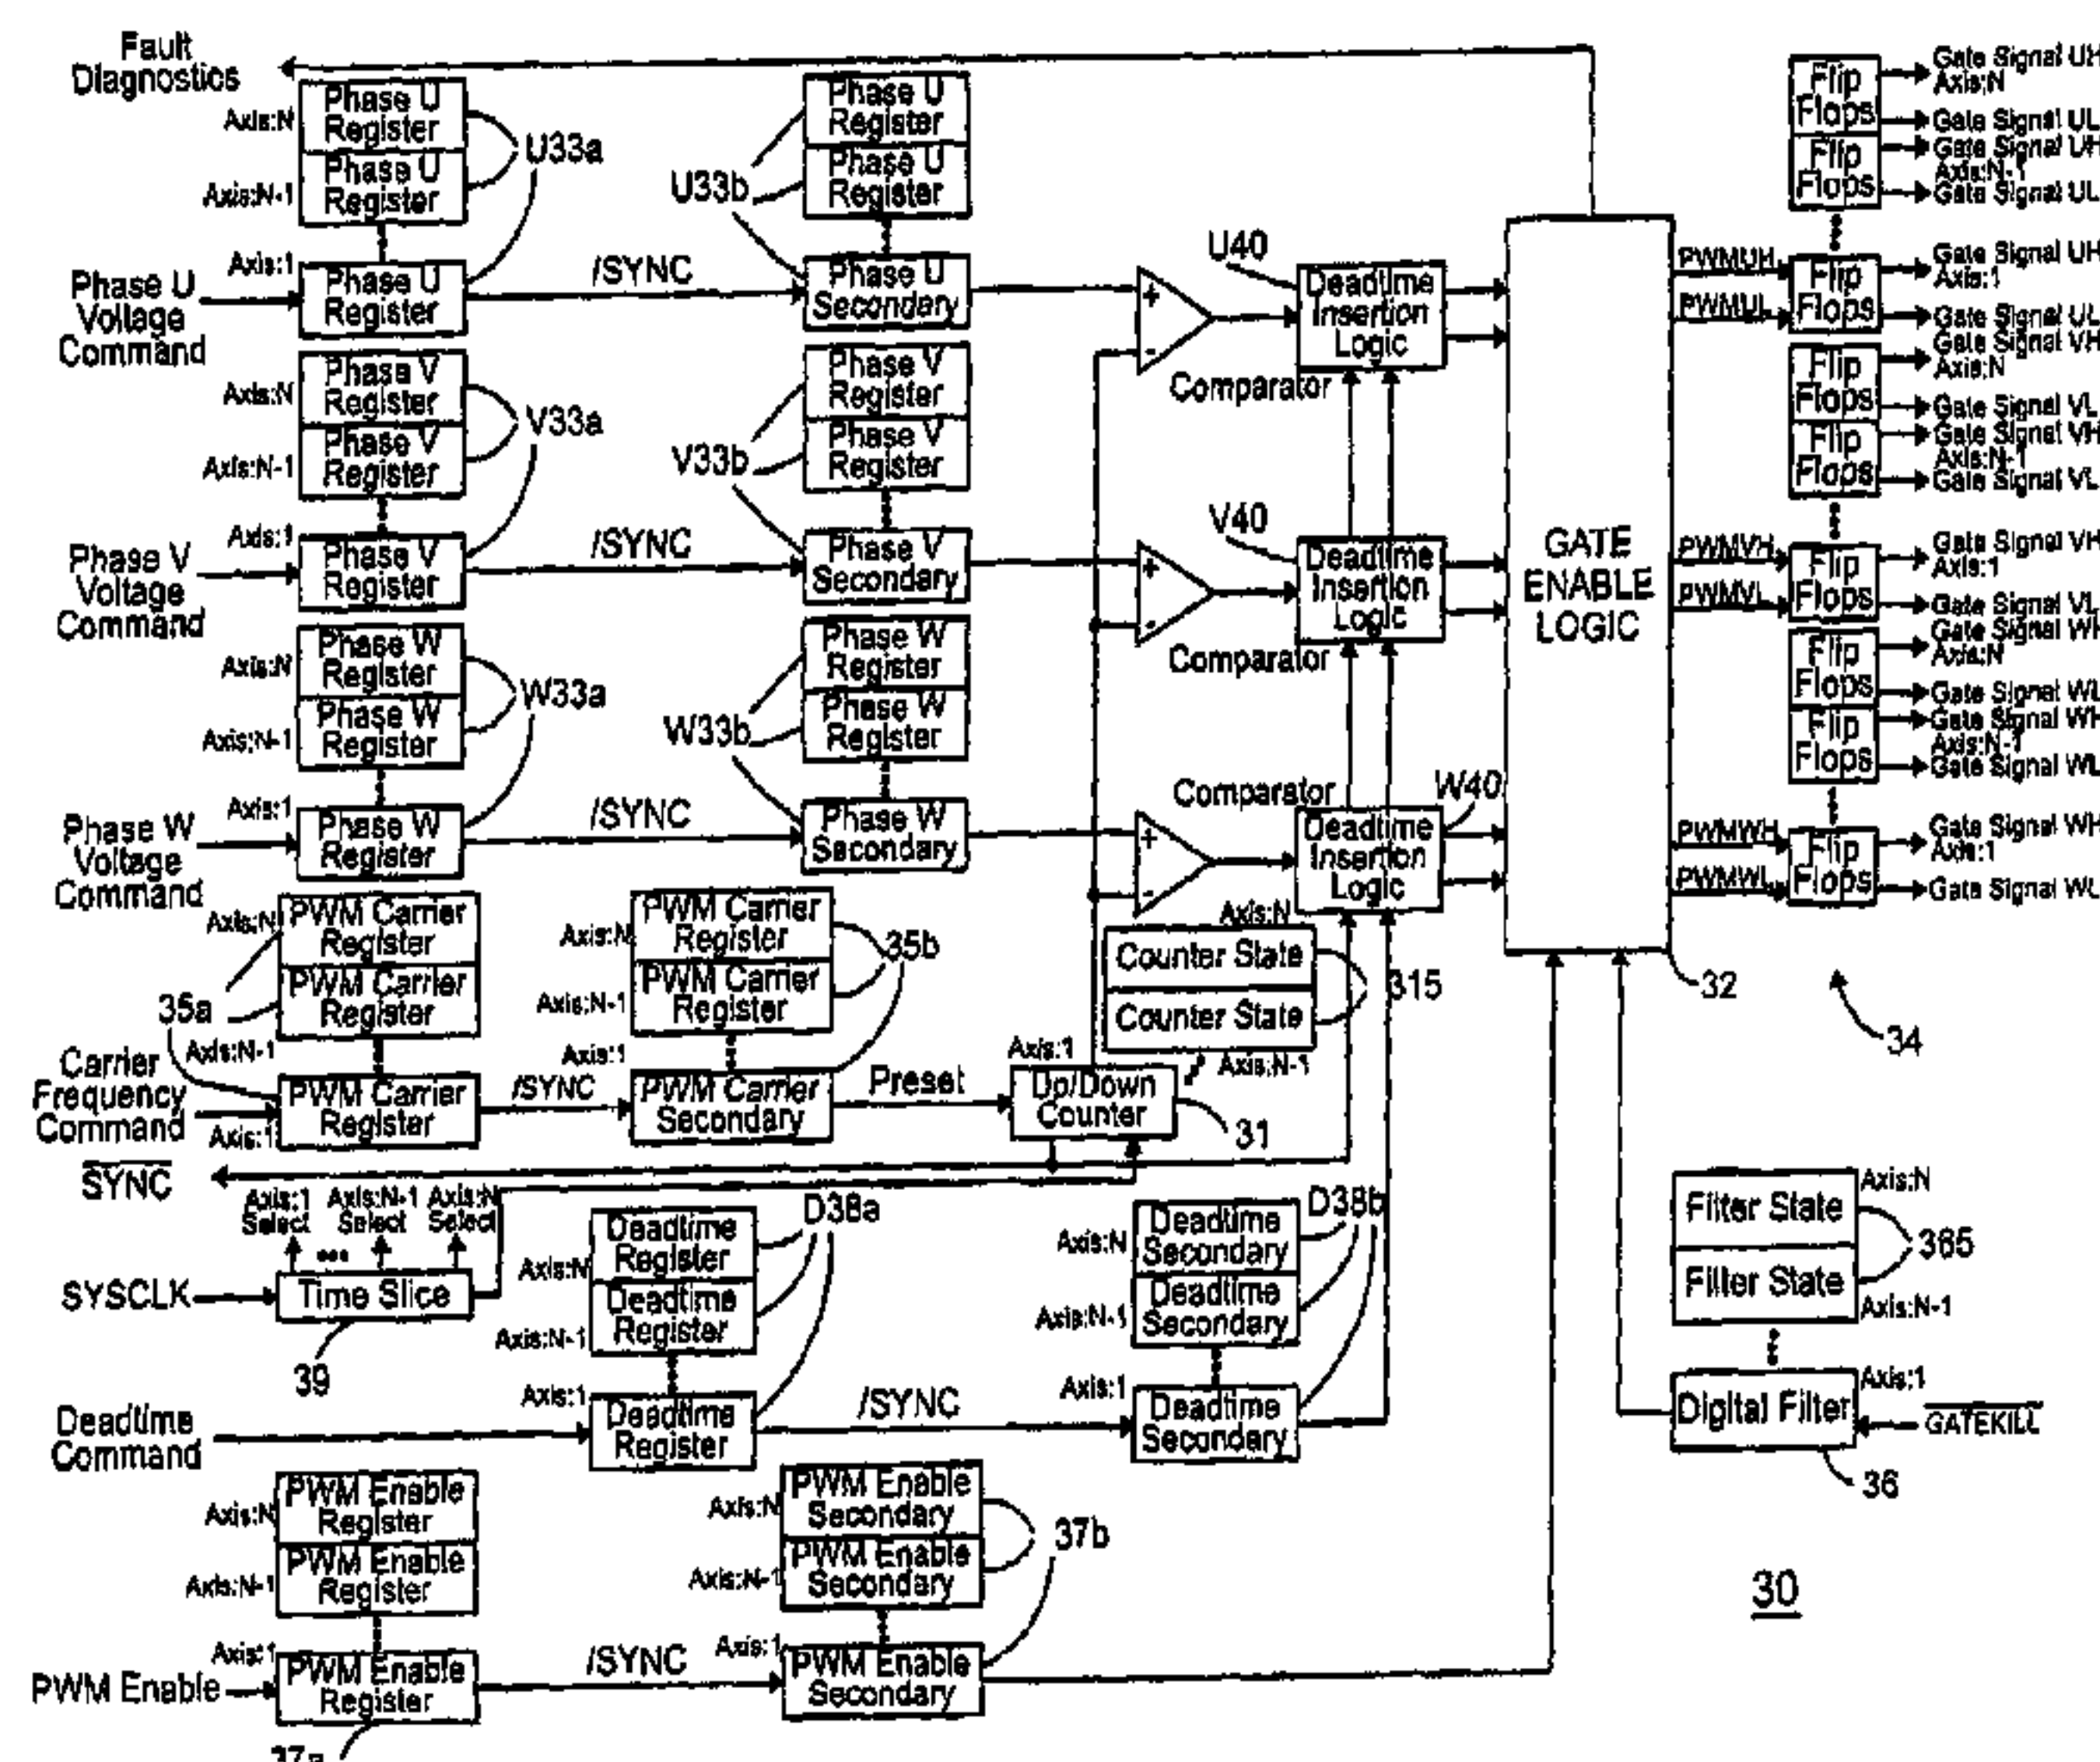 Fault
Diagnostics
Axis:N
Phase U
Register
Axis:N-1
Phase U
Register
U33a
Axis:1
Phase U
Voltage
Command
Phase U
Register
/SYNC
Phase U
Register
Phase U
Register
U33b
Phase U
Secondary
+
-
Comparator
U40
Deadtime
Insertion
Logic
Axis:N
Phase V
Register
Axis:N-1
Phase V
Register
V33a
Axis:1
Phase V
Voltage
Command
Phase V
Register
/SYNC
Phase V
Register
Phase V
Register
V33b
Phase V
Secondary
+
-
Comparator
V40
Deadtime
Insertion
Logic
Axis:N
Phase W
Register
Axis:N-1
Phase W
Register
W33a
Axis:1
Phase W
Voltage
Command
Phase W
Register
/SYNC
Phase W
Register
Phase W
Register
W33b
Phase W
Secondary
+
-
Comparator
W40
Deadtime
Insertion
Logic
GATE
ENABLE
LOGIC
32
PWMUH
PWMUL
PWMVH
PWMVL
PWMWH
PWMWL
Flip
Flops
Gate Signal UH
Axis:N
Gate Signal UL
Flip
Flops
Gate Signal UH
Axis:N-1
Gate Signal UL
Flip
Flops
Gate Signal UH
Axis:1
Gate Signal UL
Flip
Flops
Gate Signal VH
Axis:N
Gate Signal VL
Flip
Flops
Gate Signal VH
Axis:N-1
Gate Signal VL
Flip
Flops
Gate Signal VH
Axis:1
Gate Signal VL
Flip
Flops
Gate Signal WH
Axis:N
Gate Signal WL
Flip
Flops
Gate Signal WH
Axis:N-1
Gate Signal WL
Flip
Flops
Gate Signal WH
Axis:1
Gate Signal WL
34
Axis:N
PWM Carrier
Register
PWM Carrier
Register
35a
Axis:N-1
Carrier
Frequency
Command
Axis:1
PWM Carrier
Register
/SYNC
Axis:N
PWM Carrier
Register
Axis:N-1
PWM Carrier
Register
35b
Axis:1
PWM Carrier
Secondary
Preset
Axis:1
Up/Down
Counter
31
Axis:N
Counter State
Counter State
315
Axis:N-1
SYNC
Axis:1
Select
Axis:N-1
Select
Axis:N
Select
SYSCLK
Time Slice
39
Axis:N
Deadtime
Register
Axis:N-1
Deadtime
Register
D38a
Axis:1
Deadtime
Command
Deadtime
Register
/SYNC
Axis:N
Deadtime
Secondary
Axis:N-1
Deadtime
Secondary
D38b
Axis:1
Deadtime
Secondary
Filter State
Axis:N
Filter State
Axis:N-1
365
Digital Filter
Axis:1
GATEKILL
36
Axis:N
PWM Enable
Register
Axis:N-1
PWM Enable
Register
Axis:1
PWM Enable
PWM Enable
Register
37a
/SYNC
Axis:N
PWM Enable
Secondary
Axis:N-1
PWM Enable
Secondary
37b
Axis:1
PWM Enable
Secondary
30